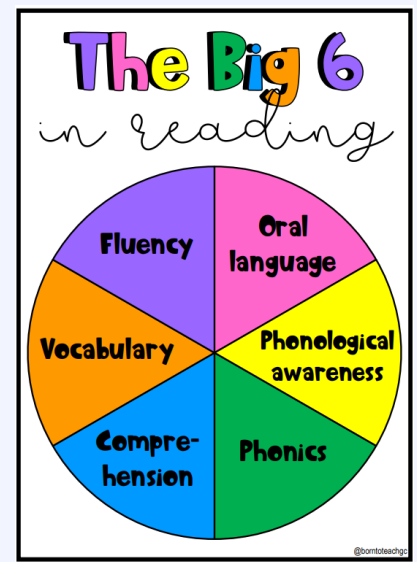 The Big 6
in reading
Fluency
Oral
language
Vocabulary
Phonological
awareness
Compre-
hension
Phonics
@borntoteachgc